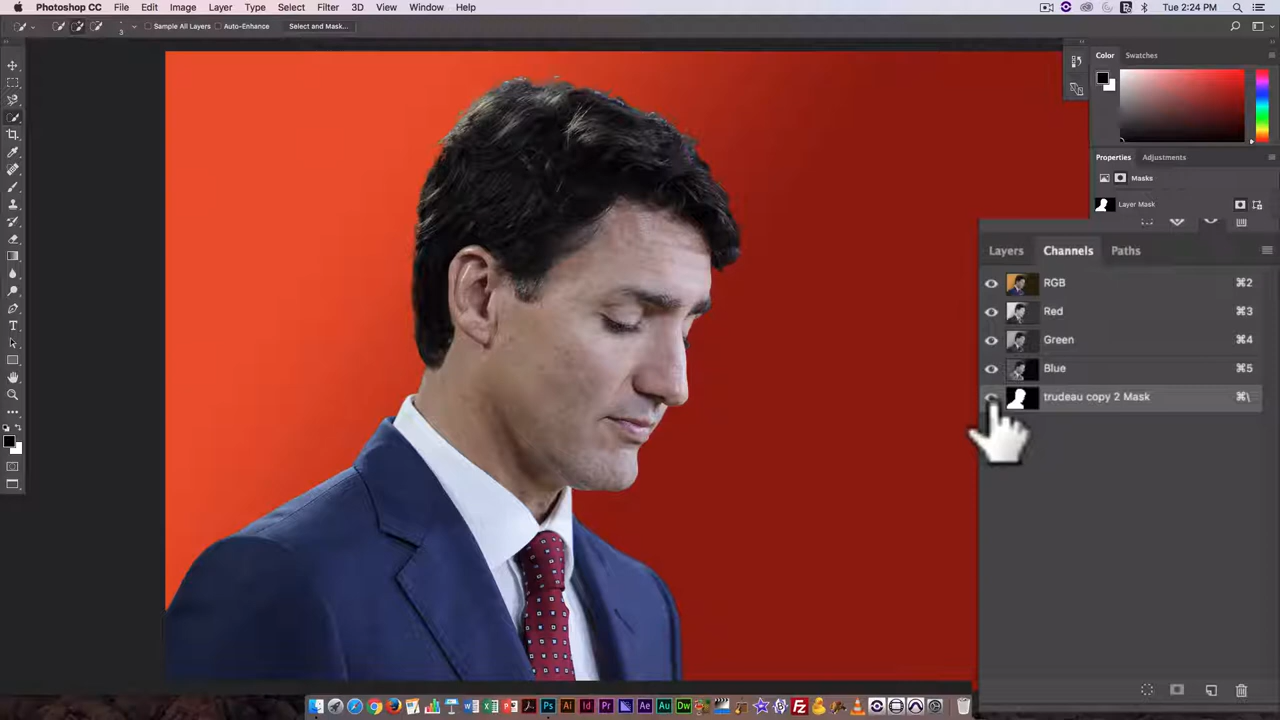 Photoshop CC File Edit Image Layer Type Select Filter 3D View Window Help Tue 2:24 PM
3 Sample All Layers Auto-Enhance Select and Mask...
Color Swatches
Properties Adjustments
Masks
Layer Mask
Layers Channels Paths
RGB ⌘2
Red ⌘3
Green ⌘4
Blue ⌘5
trudeau copy 2 Mask ⌘\